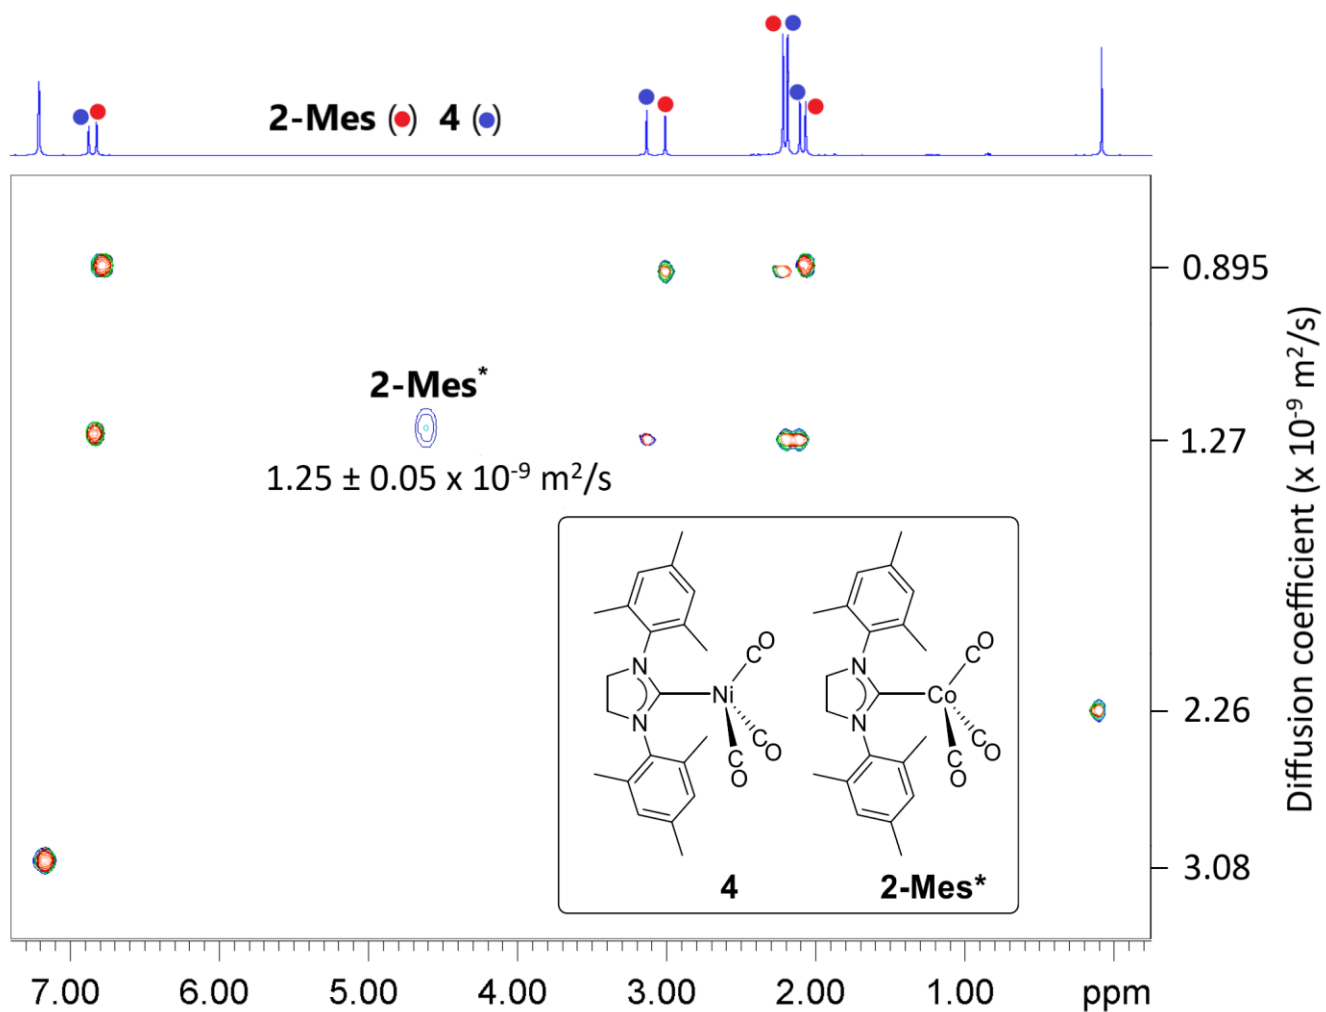 2-Mes (●) 4 (●)
0.895
2-Mes*
1.27
1.25 ± 0.05 x 10⁻⁹ m²/s
Diffusion coefficient (x 10⁻⁹ m²/s)
CO
CO
N
N
Ni
Co
N
N
CO
CO
CO
CO
2.26
3.08
4
2-Mes*
7.00 6.00 5.00 4.00 3.00 2.00 1.00 ppm